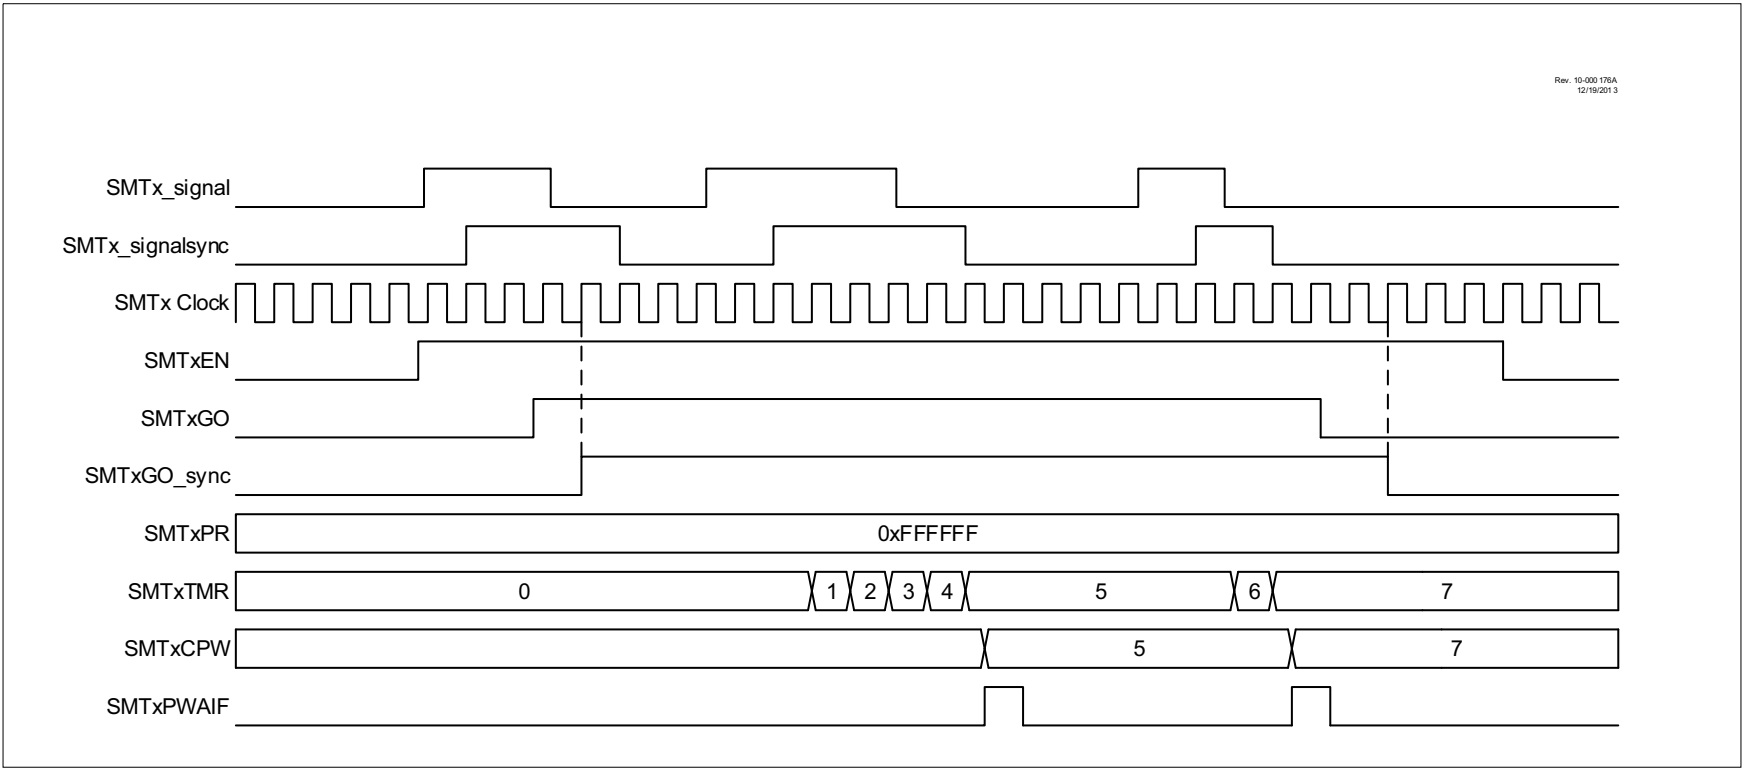 Rev. 10-000 176A
12/19/201 3
SMTx_signal
SMTx_signalsync
SMTx Clock
SMTxEN
SMTxGO
SMTxGO_sync
SMTxPR 0xFFFFFF
SMTxTMR 0 1 2 3 4 5 6 7
SMTxCPW 5 7
SMTxPWAIF